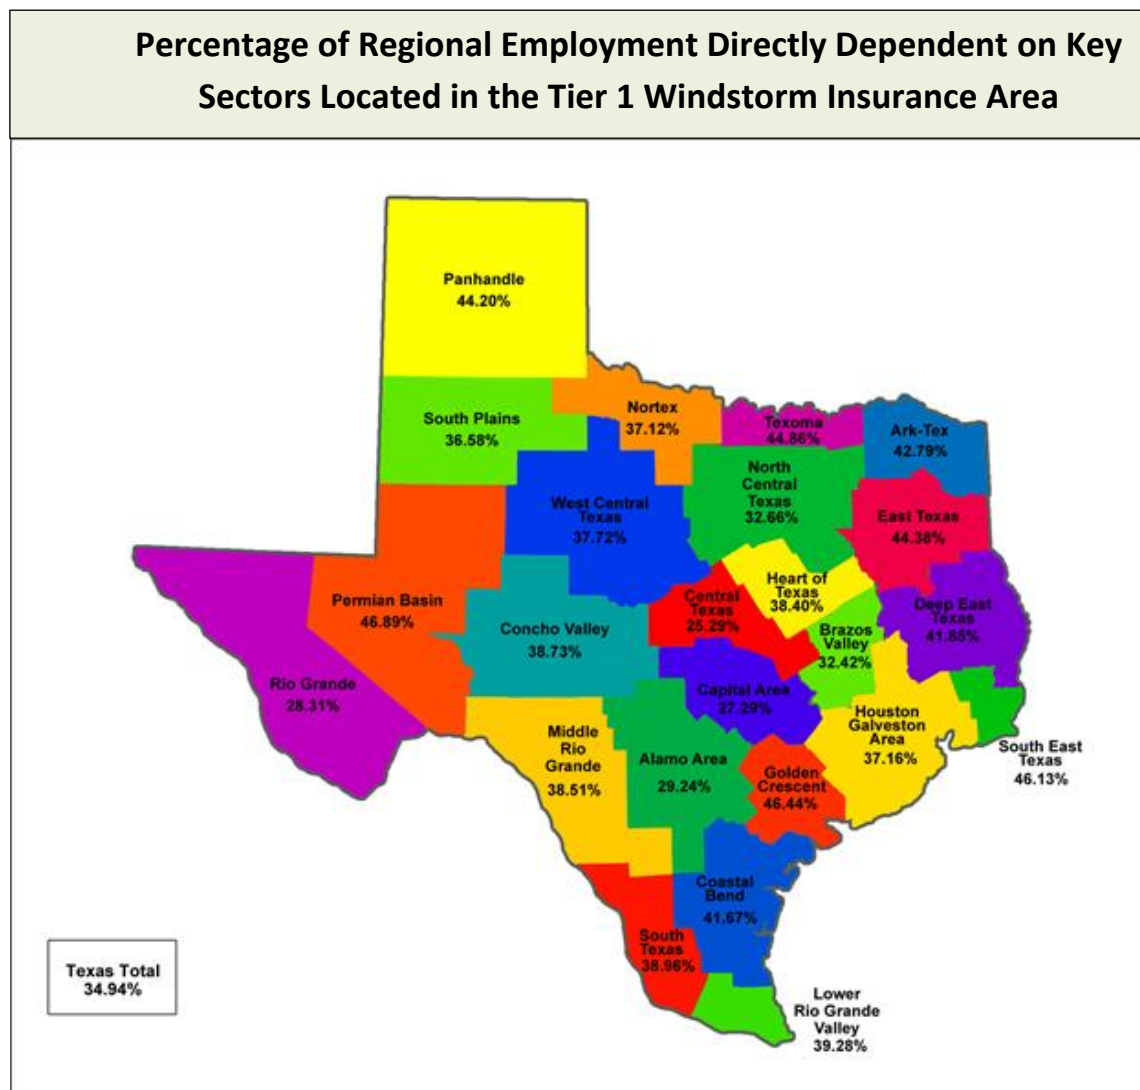 Percentage of Regional Employment Directly Dependent on Key
Sectors Located in the Tier 1 Windstorm Insurance Area
Panhandle
44.20%
South Plains
36.58%
Nortex
37.12%
Texoma
44.86%
Ark-Tex
42.79%
North
Central
Texas
32.66%
West Central
Texas
37.72%
East Texas
44.38%
Heart of
Texas
38.40%
Central
Texas
25.29%
Deep East
Texas
41.85%
Permian Basin
46.89%
Concho Valley
38.73%
Brazos
Valley
32.42%
Rio Grande
28.31%
Capital Area
27.29%
Houston
Galveston
Area
37.16%
Middle
Rio
Grande
38.51%
Alamo Area
29.24%
Golden
Crescent
46.44%
South East
Texas
46.13%
Coastal
Bend
41.67%
South
Texas
38.96%
Texas Total
34.94%
Lower
Rio Grande
Valley
39.28%